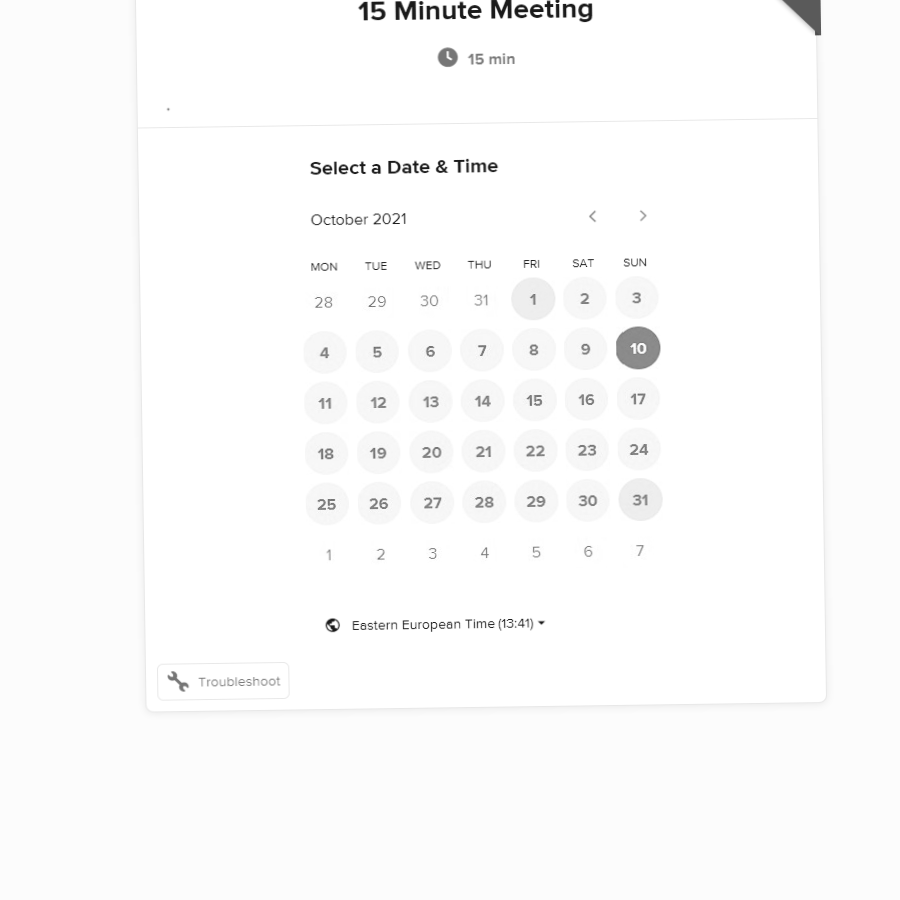 15 Minute Meeting
15 min
.
Select a Date & Time
October 2021
MON TUE WED THU FRI SAT SUN
28 29 30 31 1 2 3
4 5 6 7 8 9 10
11 12 13 14 15 16 17
18 19 20 21 22 23 24
25 26 27 28 29 30 31
1 2 3 4 5 6 7
Eastern European Time (13:41)
Troubleshoot